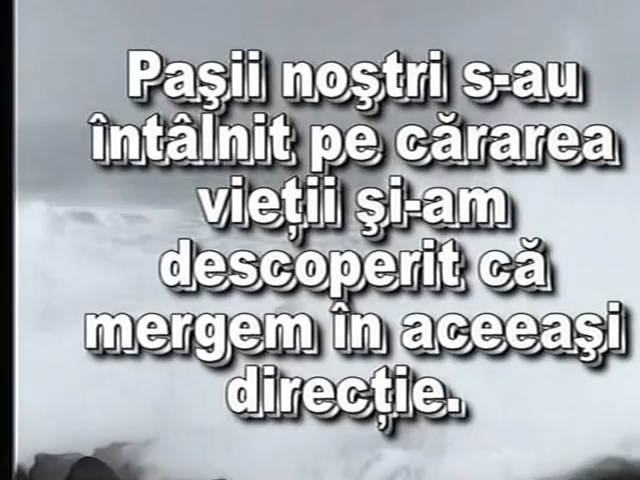 Paşii noştri s-au
întâlnit pe cărarea
vieţii şi-am
descoperit că
mergem în aceeaşi
direcţie.